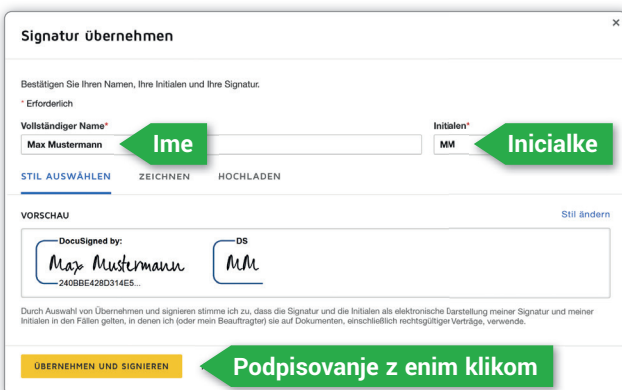 ×
Signatur übernehmen
Bestätigen Sie Ihren Namen, Ihre Initialen und Ihre Signatur.
* Erforderlich
Vollständiger Name* Initialen*
Max Mustermann Ime MM Inicialke
STIL AUSWÄHLEN ZEICHNEN HOCHLADEN
VORSCHAU Stil ändern
DocuSigned by: DS
Max Mustermann MM
240BBE428D314E5...
Durch Auswahl von Übernehmen und signieren stimme ich zu, dass die Signatur und die Initialen als elektronische Darstellung meiner Signatur und meiner
Initialen in den Fällen gelten, in denen ich (oder mein Beauftragter) sie auf Dokumenten, einschließlich rechtsgültiger Verträge, verwende.
ÜBERNEHMEN UND SIGNIEREN Podpisovanje z enim klikom